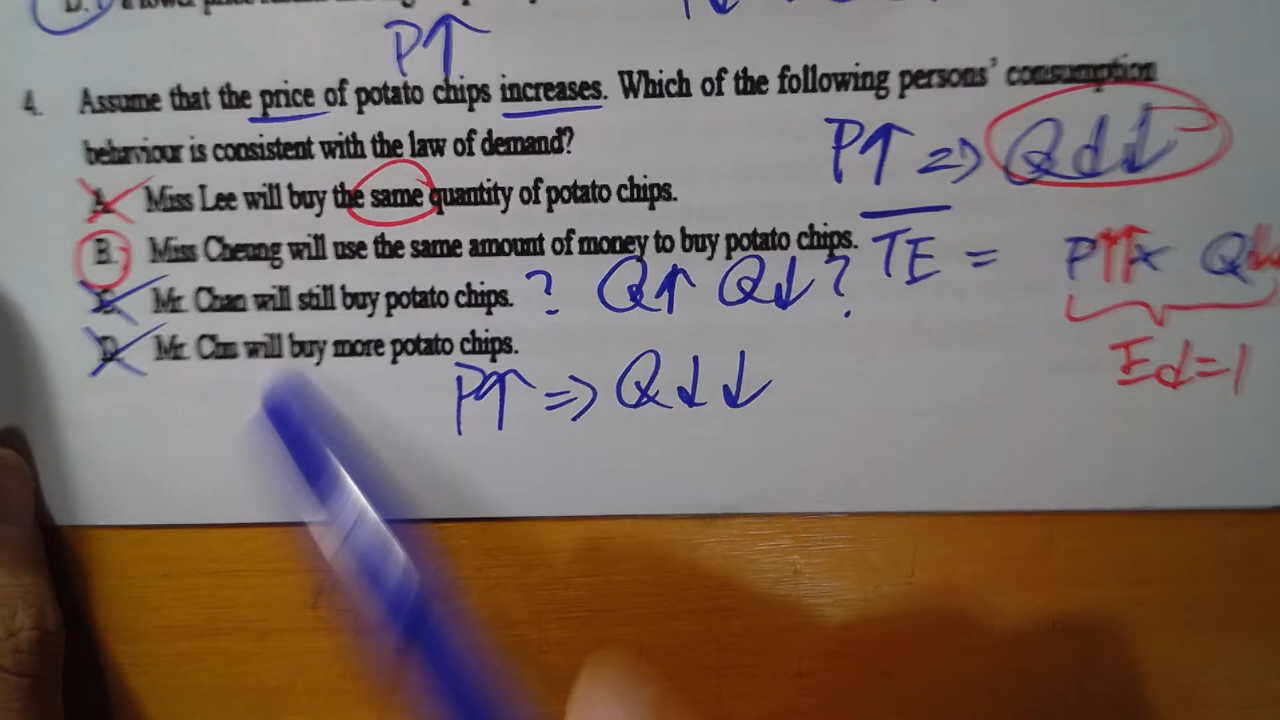 P↑
4. Assume that the price of potato chips increases. Which of the following persons' consumption
behaviour is consistent with the law of demand?
P↑ => Qd↓
A. Miss Lee will buy the same quantity of potato chips.
B. Miss Cheung will use the same amount of money to buy potato chips. TE = P↑↑ x Q↓
Mr. Chan will still buy potato chips. ? Q↑ Q↓ ?
D. Mr. Chu will buy more potato chips.
Ed=1
P↑ => Qd↓